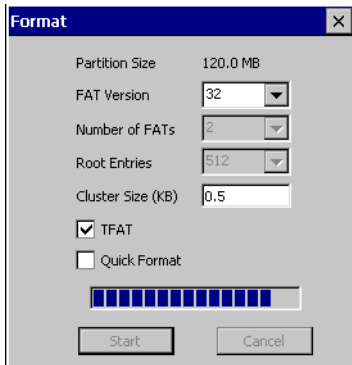 Format
Partition Size 120.0 MB
FAT Version 32
Number of FATs 2
Root Entries 512
Cluster Size (KB) 0.5
TFAT
Quick Format
Start Cancel